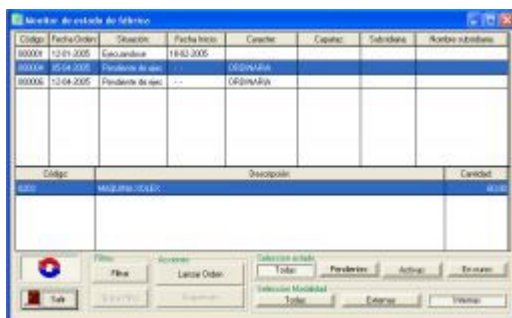 Monitor de estado de fábrica
Código Fecha Orden Situación Fecha Inicio Caracter Capataz Subsidiaria Nombre subsidiaria
000001 12-01-2005 Ejecutandose 18-02-2005
000004 05-04-2005 Pendiente de ejec - - ORDINARIA
000006 12-04-2005 Pendiente de ejec - - ORDINARIA
Código Descripción Cantidad
MAQUINA
Filtro Acciones Selección estado
Filtrar Lanzar Orden Todas Pendientes Activas En curso
Selección Modalidad
Salir Todas Externas Internas